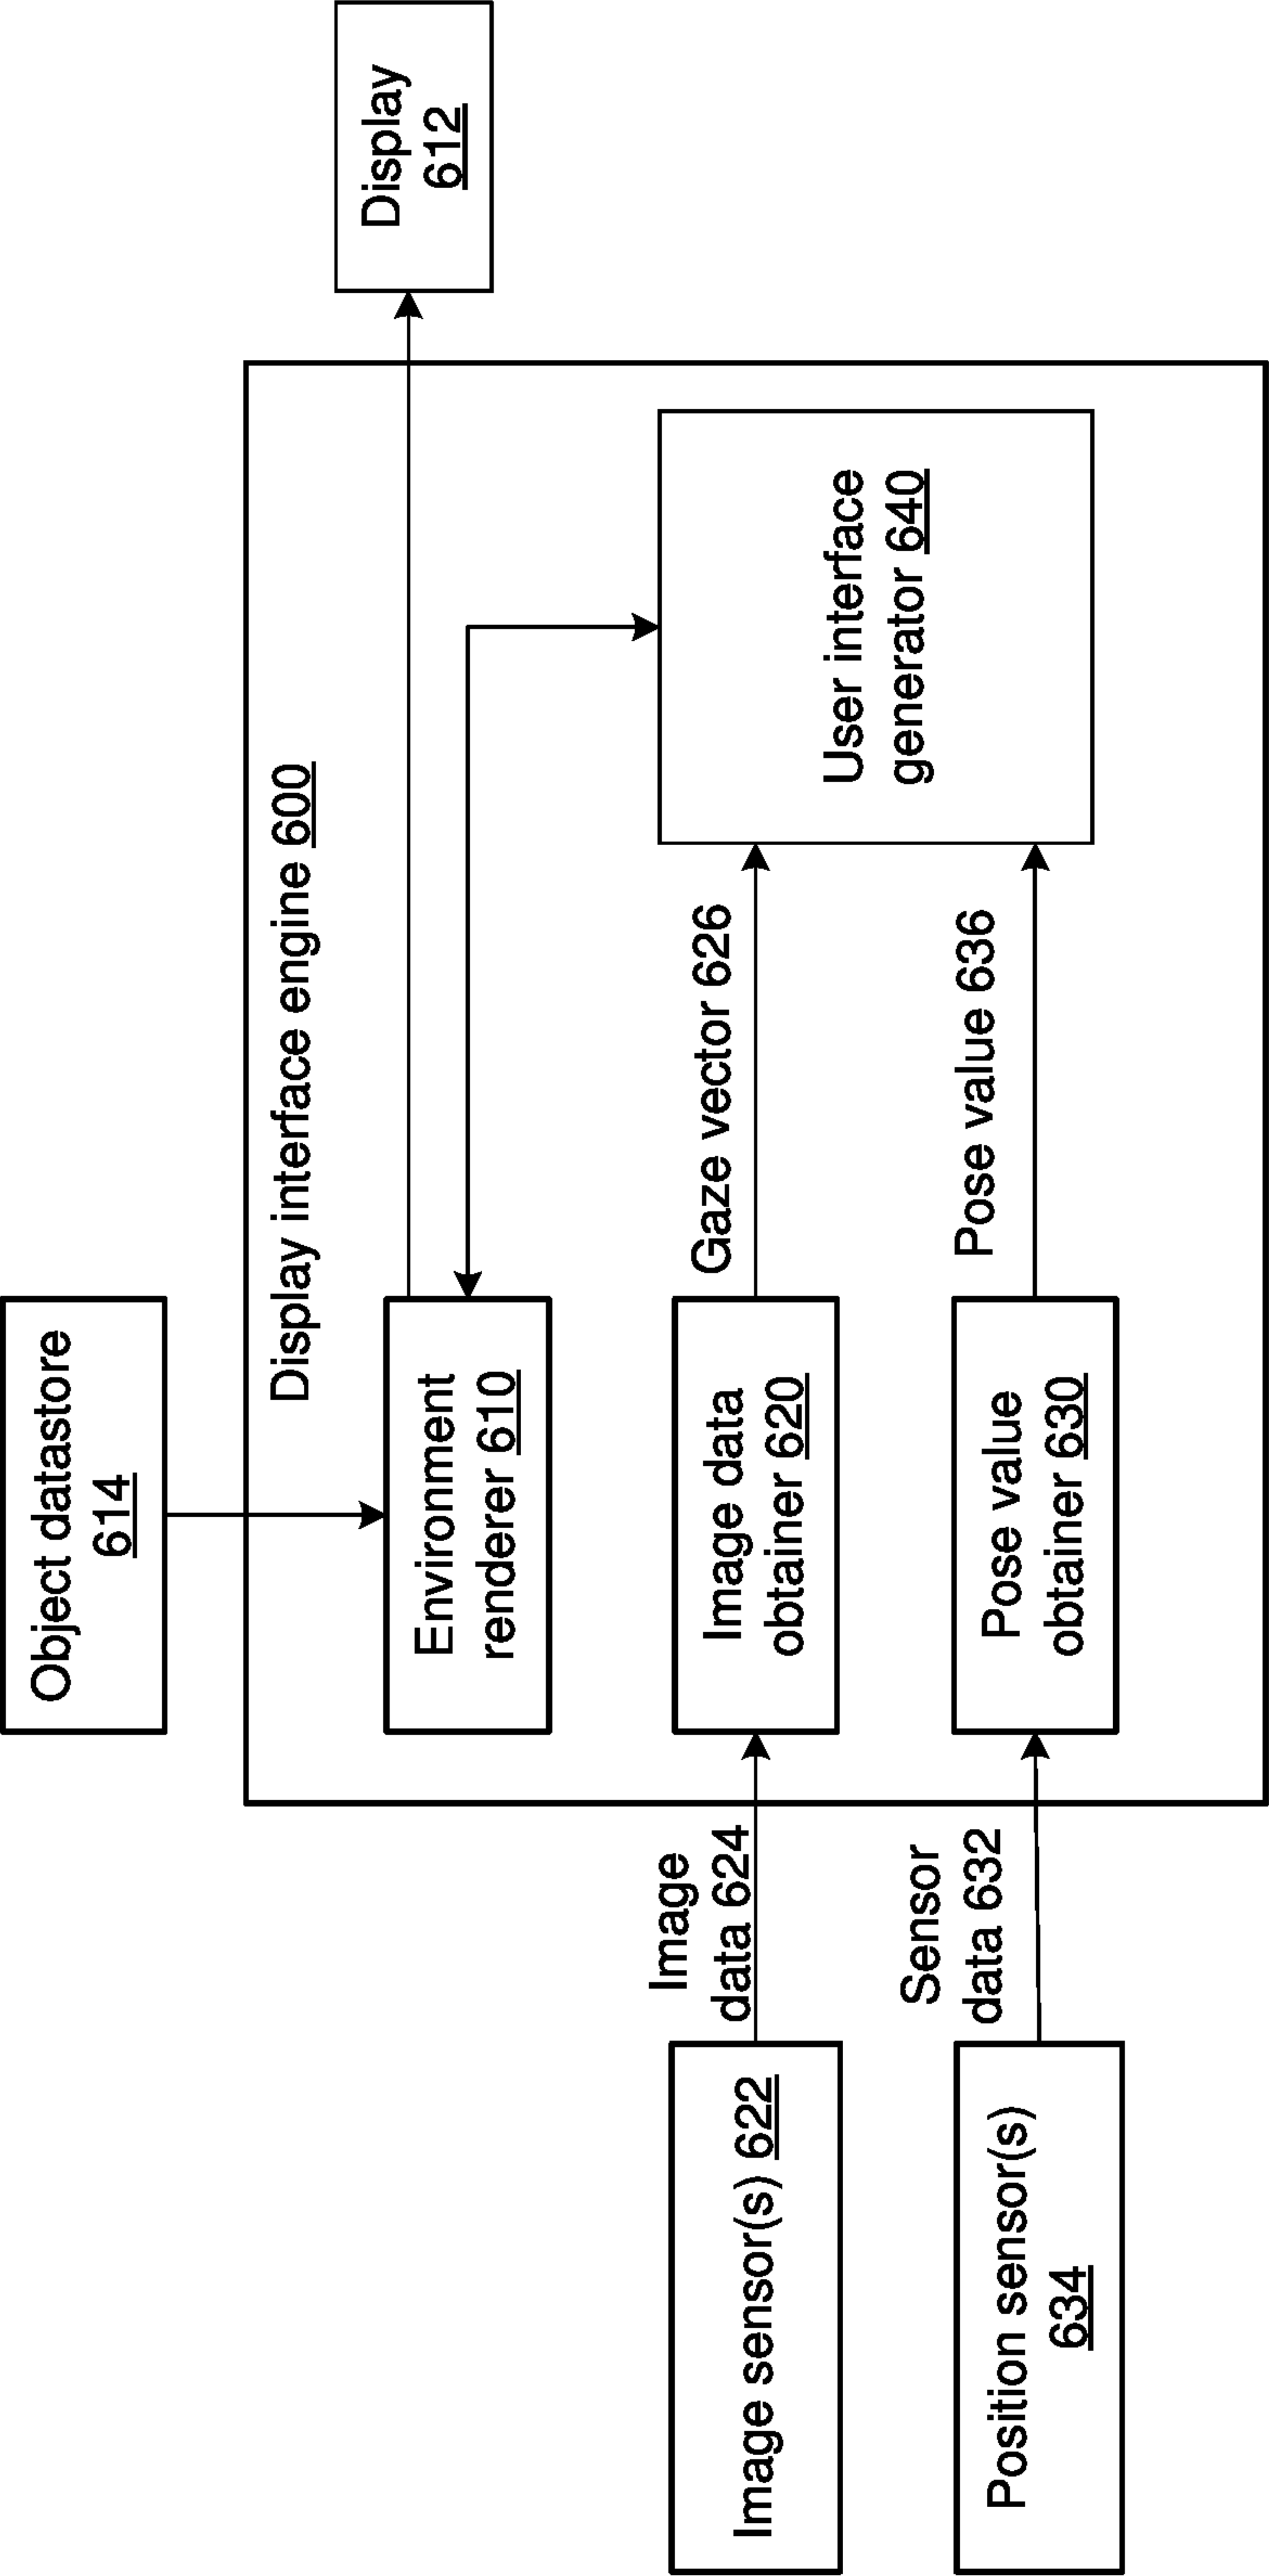 Object datastore
614
Display interface engine 600
Display
612
Environment
renderer 610
Image sensor(s) 622
Image
data 624
Image data
obtainer 620
Gaze vector 626
User interface
generator 640
Position sensor(s)
634
Sensor
data 632
Pose value
obtainer 630
Pose value 636